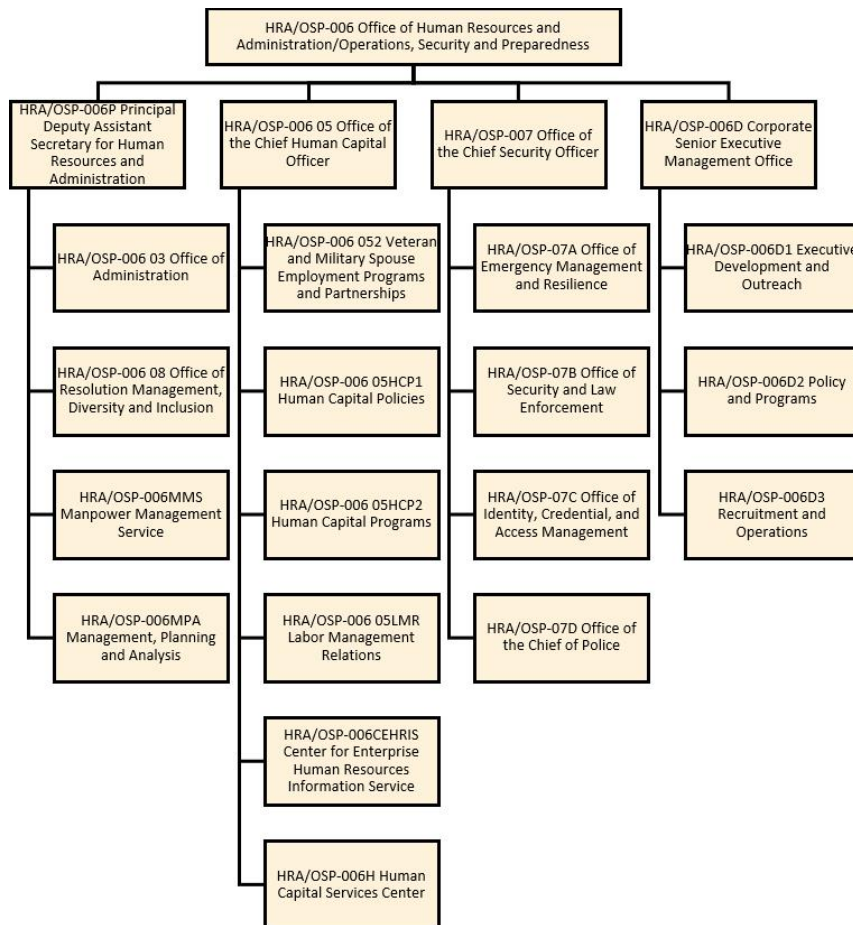 HRA/OSP-006 Office of Human Resources and
Administration/Operations, Security and Preparedness
HRA/OSP-006P Principal
Deputy Assistant
Secretary for Human
Resources and
Administration
HRA/OSP-006 03 Office of
Administration
HRA/OSP-006 08 Office of
Resolution Management,
Diversity and Inclusion
HRA/OSP-006MMS
Manpower Management
Service
HRA/OSP-006MPA
Management, Planning
and Analysis
HRA/OSP-006 05 Office of
the Chief Human Capital
Officer
HRA/OSP-006 052 Veteran
and Military Spouse
Employment Programs
and Partnerships
HRA/OSP-006 05HCP1
Human Capital Policies
HRA/OSP-006 05HCP2
Human Capital Programs
HRA/OSP-006 05LMR
Labor Management
Relations
HRA/OSP-006CEHRIS
Center for Enterprise
Human Resources
Information Service
HRA/OSP-006H Human
Capital Services Center
HRA/OSP-007 Office of
the Chief Security Officer
HRA/OSP-07A Office of
Emergency Management
and Resilience
HRA/OSP-07B Office of
Security and Law
Enforcement
HRA/OSP-07C Office of
Identity, Credential, and
Access Management
HRA/OSP-07D Office of
the Chief of Police
HRA/OSP-006D Corporate
Senior Executive
Management Office
HRA/OSP-006D1 Executive
Development and
Outreach
HRA/OSP-006D2 Policy
and Programs
HRA/OSP-006D3
Recruitment and
Operations